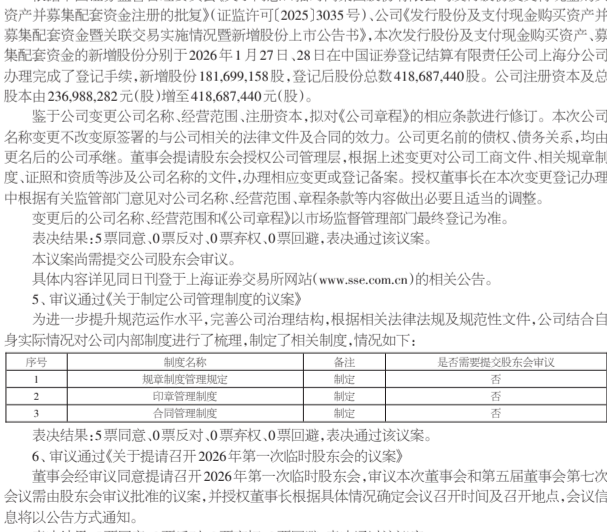 资产并募集配套资金注册的批复》(证监许可〔2025〕3035号)、公司《发行股份及支付现金购买资产并
募集配套资金暨关联交易实施情况暨新增股份上市公告书》,本次发行股份及支付现金购买资产、募
集配套资金的新增股份分别于2026年1月27日、28日在中国证券登记结算有限责任公司上海分公司
办理完成了登记手续,新增股份181,699,158股,登记后股份总数418,687,440股。公司注册资本及总
股本由236,988,282元(股)增至418,687,440元(股)。
鉴于公司变更公司名称、经营范围、注册资本,拟对《公司章程》的相应条款进行修订。本次公司
名称变更不改变原签署的与公司相关的法律文件及合同的效力。公司更名前的债权、债务关系,均由
更名后的公司承继。董事会提请股东会授权公司管理层,根据上述变更对公司工商文件、相关规章制
度、证照和资质等涉及公司名称的文件,办理相应变更或登记备案。授权董事长在本次变更登记办理
中根据有关监管部门意见对公司名称、经营范围、章程条款等内容做出必要且适当的调整。
变更后的公司名称、经营范围和《公司章程》以市场监督管理部门最终登记为准。
表决结果:5票同意、0票反对、0票弃权、0票回避,表决通过该议案。
本议案尚需提交公司股东会审议。
具体内容详见同日刊登于上海证券交易所网站(www.sse.com.cn)的相关公告。
5、审议通过《关于制定公司管理制度的议案》
为进一步提升规范运作水平,完善公司治理结构,根据相关法律法规及规范性文件,公司结合自
身实际情况对公司内部制度进行了梳理,制定了相关制度,情况如下:
序号 制度名称 备注 是否需要提交股东会审议
1 规章制度管理规定 制定 否
2 印章管理制度 制定 否
3 合同管理制度 制定 否
表决结果:5票同意、0票反对、0票弃权、0票回避,表决通过该议案。
6、审议通过《关于提请召开2026年第一次临时股东会的议案》
董事会经审议同意提请召开2026年第一次临时股东会,审议本次董事会和第五届董事会第七次
会议需由股东会审议批准的议案,并授权董事长根据具体情况确定会议召开时间及召开地点,会议信
息将以公告方式通知。